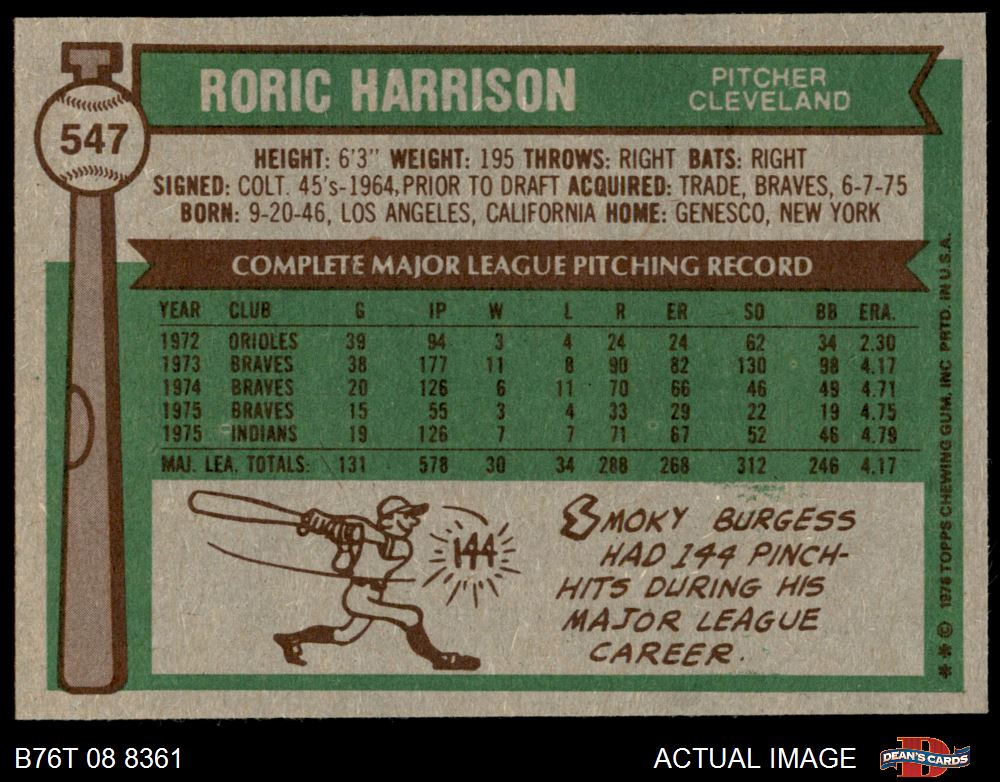 547
RORIC HARRISON
PITCHER
CLEVELAND
HEIGHT: 6'3" WEIGHT: 195 THROWS: RIGHT BATS: RIGHT
SIGNED: COLT. 45's-1964, PRIOR TO DRAFT ACQUIRED: TRADE, BRAVES, 6-7-75
BORN: 9-20-46, LOS ANGELES, CALIFORNIA HOME: GENESCO, NEW YORK
COMPLETE MAJOR LEAGUE PITCHING RECORD
YEAR CLUB G IP W L R ER SO BB ERA.
1972 ORIOLES 39 94 3 4 24 24 62 34 2.30
1973 BRAVES 38 177 11 8 90 82 130 98 4.17
1974 BRAVES 20 126 6 11 70 66 46 49 4.71
1975 BRAVES 15 55 3 4 33 29 22 19 4.75
1975 INDIANS 19 126 7 7 71 67 52 46 4.79
MAJ. LEA. TOTALS: 131 578 30 34 288 268 312 246 4.17
144
SMOKY BURGESS
HAD 144 PINCH-
HITS DURING HIS
MAJOR LEAGUE
CAREER.
** © 1976 TOPPS CHEWING GUM, INC PRTD. IN U.S.A.
B76T 08 8361
ACTUAL IMAGE
D
DEAN'S CARDS